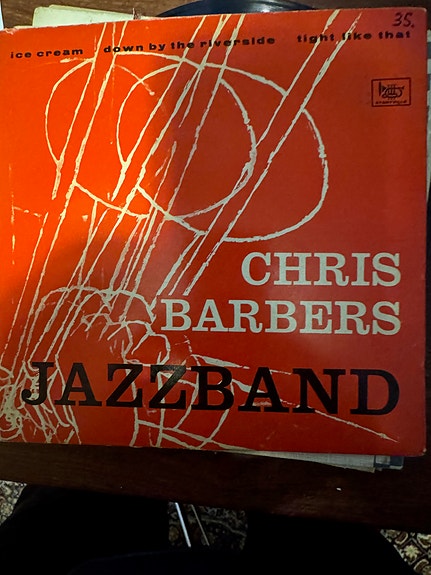 35.
ice cream down by the riverside tight like that
CHRIS
BARBERS
JAZZBAND